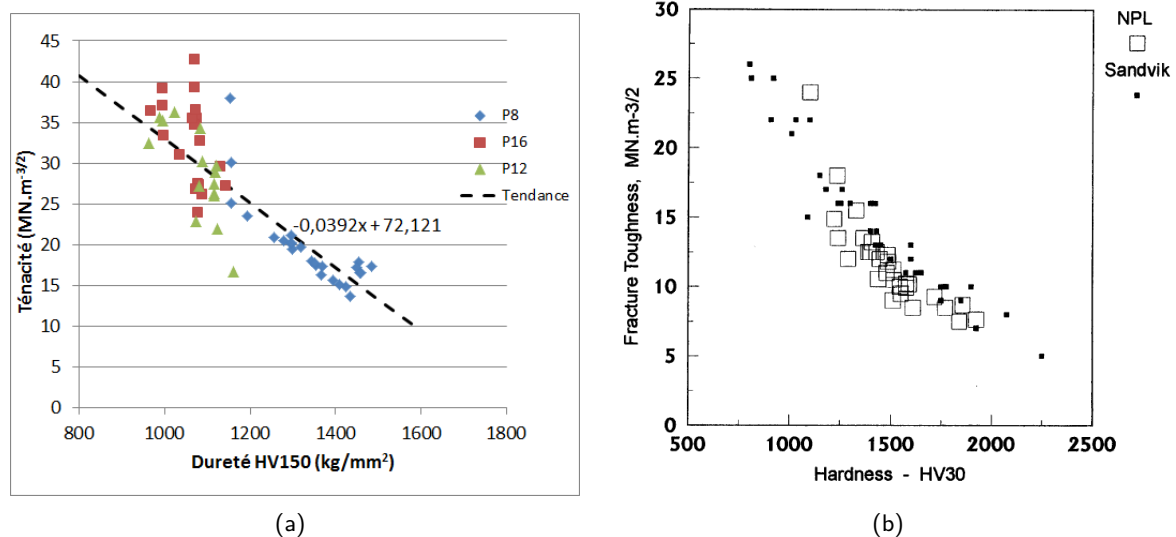 45
40
35
30
25
20
15
10
5
0
800
1000
1200
1400
1600
1800
Ténacité (MN.m-3/2)
Dureté HV150 (kg/mm2)
-0,0392x + 72,121
P8
P16
P12
Tendance
(a)
30
25
20
15
10
5
0
500
1000
1500
2000
2500
Fracture Toughness, MN.m-3/2
Hardness - HV30
NPL
Sandvik
(b)